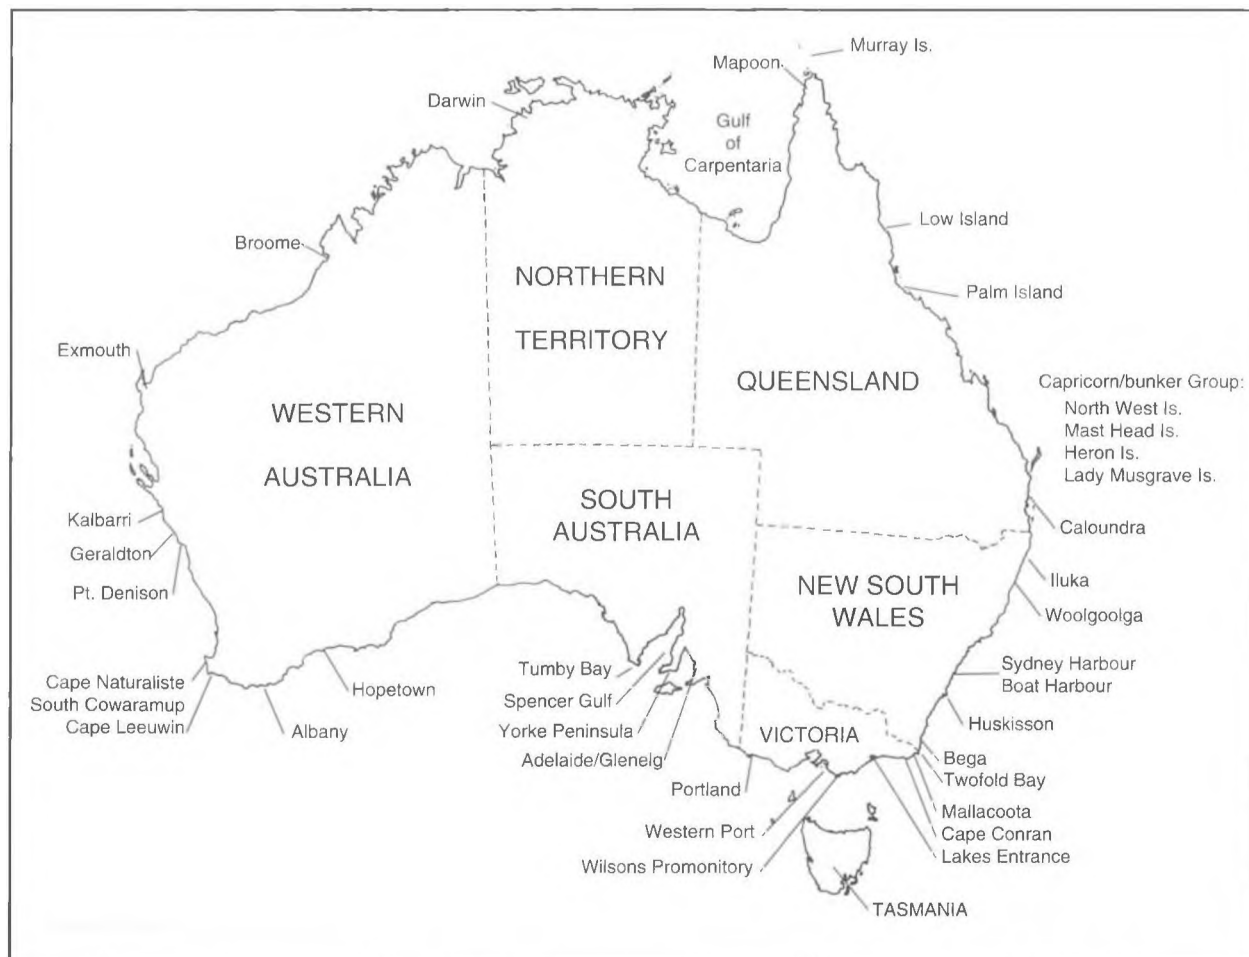 Murray Is.
Mapoon
Darwin
Gulf
of
Carpentaria
Low Island
Broome
NORTHERN
TERRITORY
Palm Island
Exmouth
QUEENSLAND
Capricorn/bunker Group:
North West Is.
Mast Head Is.
Heron Is.
Lady Musgrave Is.
WESTERN
AUSTRALIA
SOUTH
AUSTRALIA
Kalbarri
Geraldton
Pt. Denison
Caloundra
Iluka
NEW SOUTH
WALES
Woolgoolga
Cape Naturaliste
South Cowaramup
Cape Leeuwin
Hopetown
Albany
Tumby Bay
Spencer Gulf
Yorke Peninsula
Adelaide/Glenelg
Sydney Harbour
Boat Harbour
Huskisson
VICTORIA
Bega
Twofold Bay
Portland
Mallacoota
Western Port
Cape Conran
Wilsons Promonitory
Lakes Entrance
TASMANIA